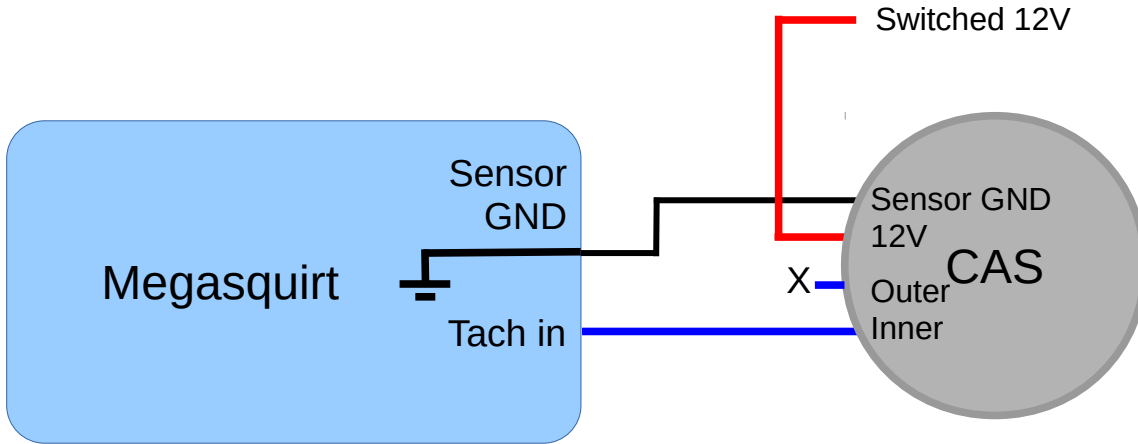 Switched 12V
Sensor
GND
Megasquirt
Tach in
Sensor GND
12V
CAS
X
Outer
Inner